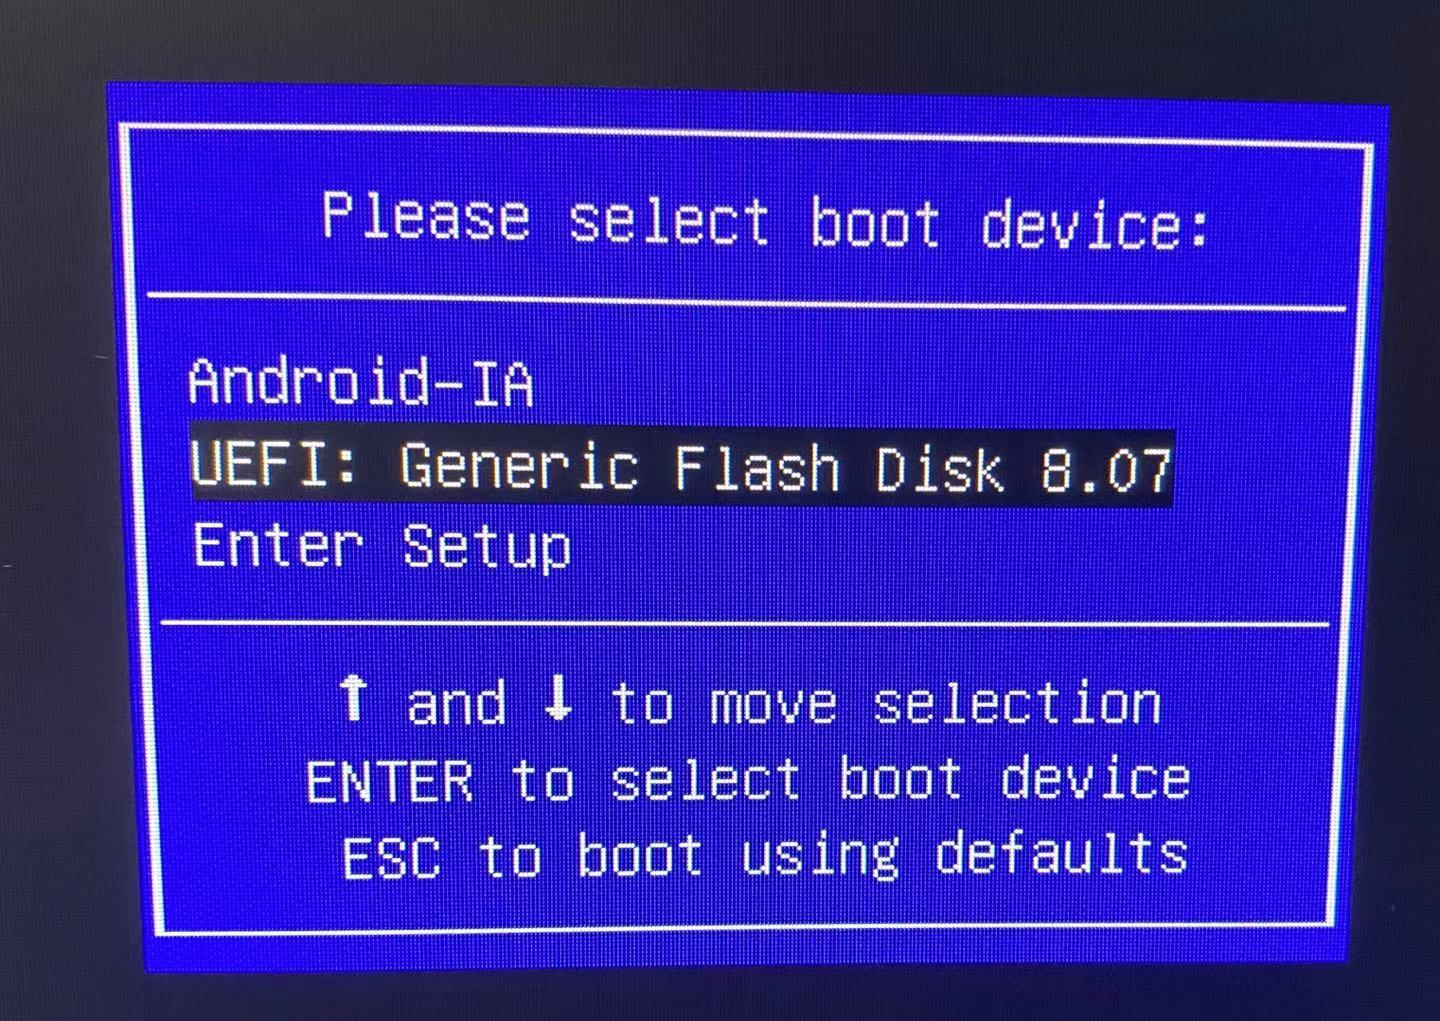 Please select boot device:
Android-IA
UEFI: Generic Flash Disk 8.07
Enter Setup
↑ and ↓ to move selection
ENTER to select boot device
ESC to boot using defaults